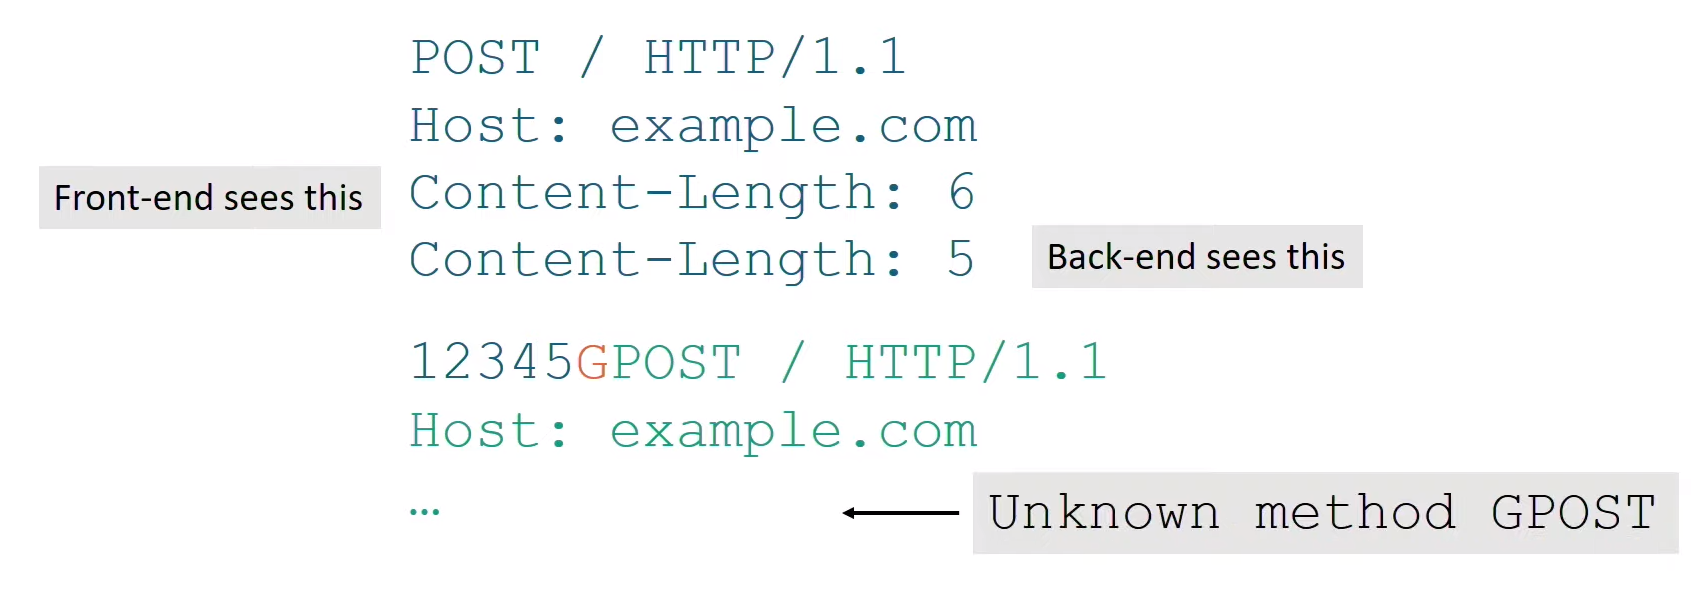 POST / HTTP/1.1
Host: example.com
Front-end sees this
Content-Length: 6
Content-Length: 5
Back-end sees this
12345GPOST / HTTP/1.1
Host: example.com
…
Unknown method GPOST